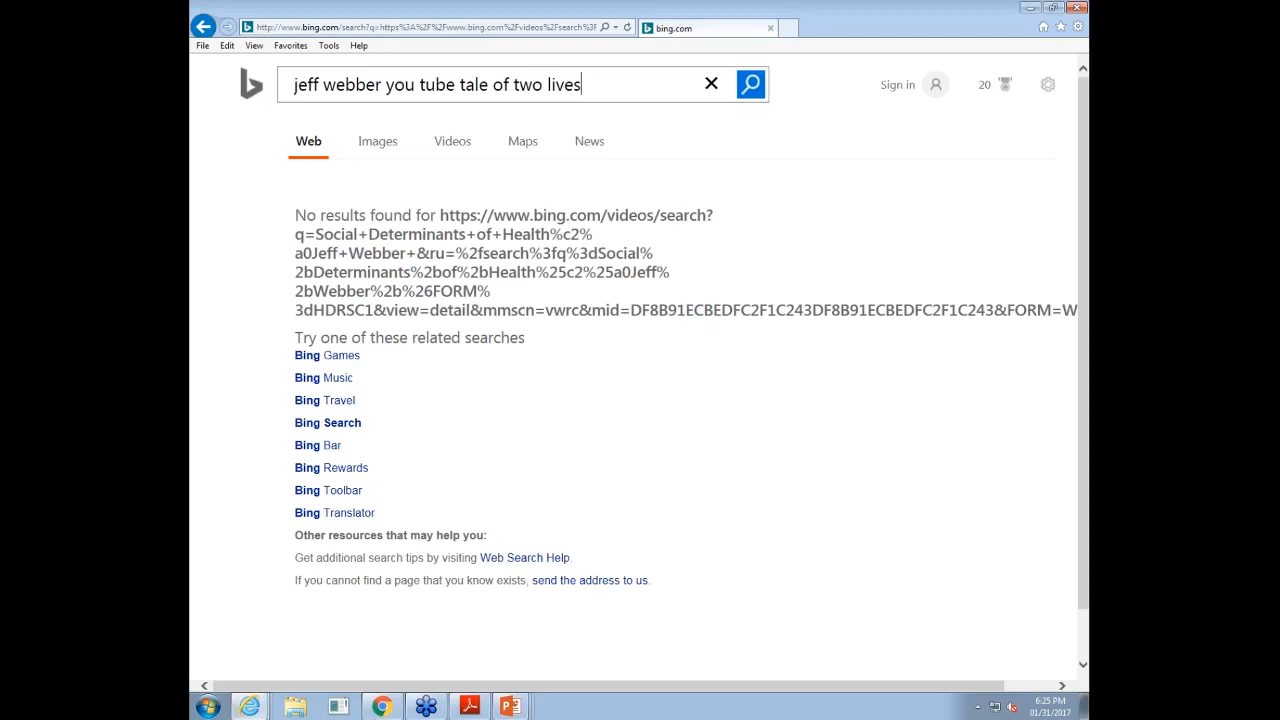 http://www.bing.com/search?q=https%3A%2F%2Fwww.bing.com%2Fvideos%2Fsearch%3F
bing.com
File Edit View Favorites Tools Help
jeff webber you tube tale of two lives
Sign in
20
Web Images Videos Maps News
No results found for https://www.bing.com/videos/search?
q=Social+Determinants+of+Health%c2%
a0Jeff+Webber+&ru=%2fsearch%3fq%3dSocial%
2bDeterminants%2bof%2bHealth%25c2%25a0Jeff%
2bWebber%2b%26FORM%
3dHDRSC1&view=detail&mmscn=vwrc&mid=DF8B91ECBEDFC2F1C243DF8B91ECBEDFC2F1C243&FORM=W
Try one of these related searches
Bing Games
Bing Music
Bing Travel
Bing Search
Bing Bar
Bing Rewards
Bing Toolbar
Bing Translator
Other resources that may help you:
Get additional search tips by visiting Web Search Help.
If you cannot find a page that you know exists, send the address to us.
6:25 PM
01/31/2017